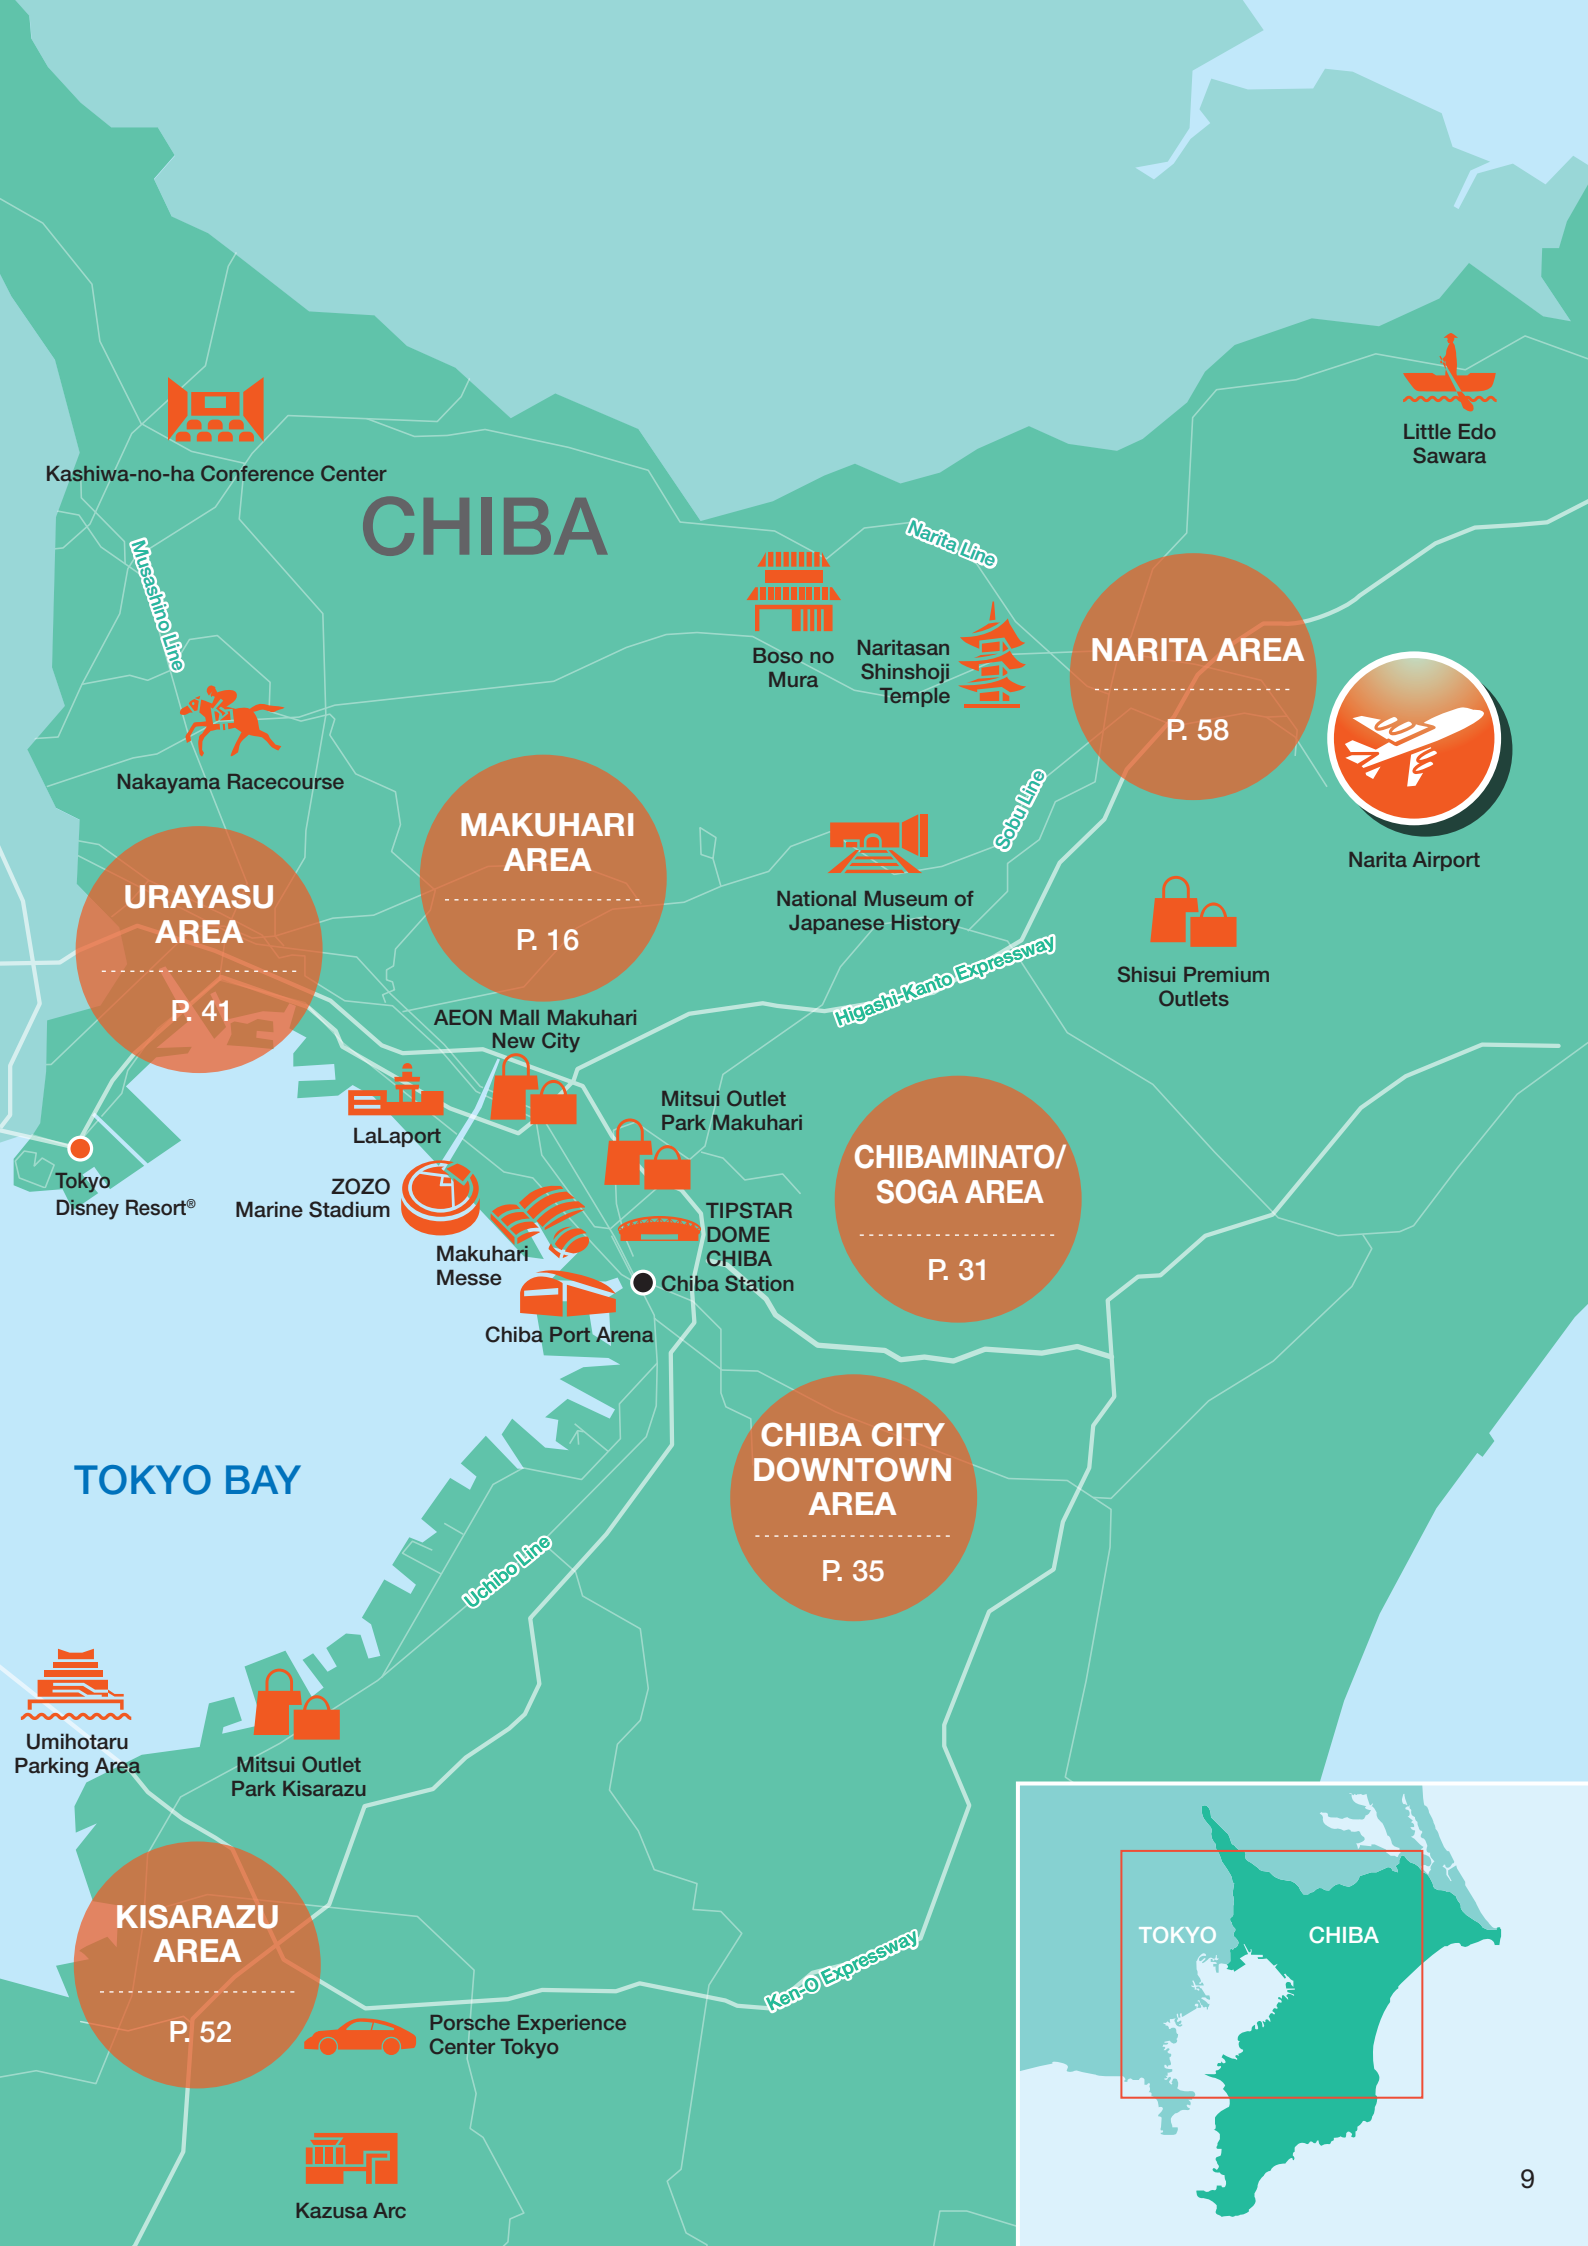 Little Edo
Sawara
Kashiwa-no-ha Conference Center
CHIBA
Narita Line
Musashino Line
Boso no
Mura
Naritasan
Shinshoji
Temple
NARITA AREA
P. 58
Nakayama Racecourse
Narita Airport
Sobu Line
MAKUHARI
AREA
P. 16
URAYASU
AREA
P. 41
National Museum of
Japanese History
Higashi-Kanto Expressway
Shisui Premium
Outlets
AEON Mall Makuhari
New City
Mitsui Outlet
Park Makuhari
LaLaport
CHIBAMINATO/
SOGA AREA
P. 31
Tokyo
Disney Resort®
ZOZO
Marine Stadium
TIPSTAR
DOME
CHIBA
Makuhari
Messe
Chiba Station
Chiba Port Arena
CHIBA CITY
DOWNTOWN
AREA
P. 35
TOKYO BAY
Uchibo Line
Umihotaru
Parking Area
Mitsui Outlet
Park Kisarazu
KISARAZU
AREA
P. 52
Ken-O Expressway
Porsche Experience
Center Tokyo
Kazusa Arc
TOKYO
CHIBA
9